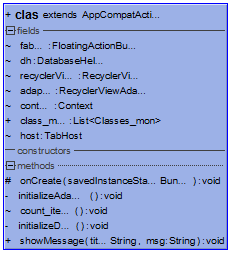 + clas extends AppCompatActi...
fields
~ fab... :FloatingActionBu...
~ dh:DatabaseHel...
~ recyclerVi... :RecyclerVi...
~ adap... :RecyclerViewAda...
~ cont... :Context
+ class_m... :List<Classes_mon>
~ host:TabHost
constructors
methods
# onCreate(savedInstanceSta... Bun... ):void
- initializeAda... ():void
~ count_ite... ():void
- initializeD... ():void
+ showMessage(tit... String, msg:String):void